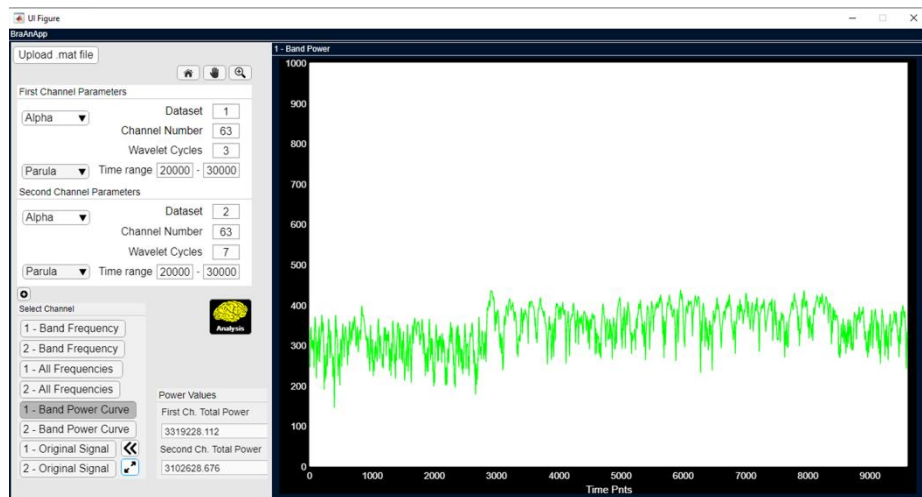 UI Figure
BraAnApp
Upload .mat file
First Channel Parameters
Alpha
Dataset 1
Channel Number 63
Wavelet Cycles 3
Parula Time range 20000 - 30000
Second Channel Parameters
Alpha
Dataset 2
Channel Number 63
Wavelet Cycles 7
Parula Time range 20000 - 30000
Select Channel
1 - Band Frequency
2 - Band Frequency
1 - All Frequencies
2 - All Frequencies
1 - Band Power Curve
2 - Band Power Curve
1 - Original Signal
2 - Original Signal
Analysis
Power Values
First Ch. Total Power
3319228.112
Second Ch. Total Power
3102628.676
1 - Band Power
1000
900
800
700
600
500
400
300
200
100
0
0 1000 2000 3000 4000 5000 6000 7000 8000 9000
Time Pnts